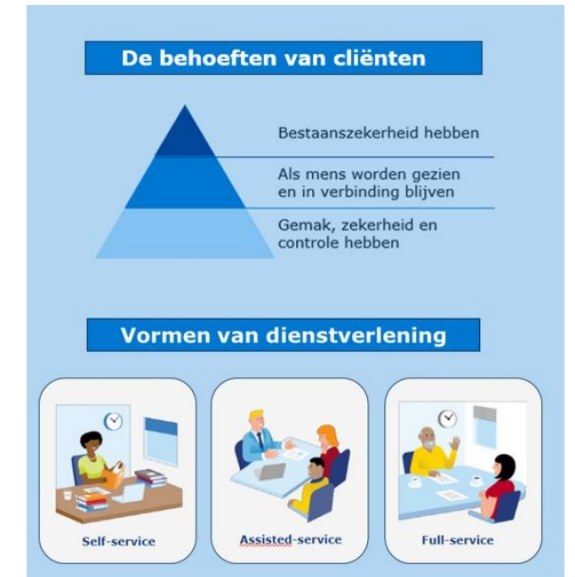 De behoeften van cliënten
Bestaanszekerheid hebben
Als mens worden gezien
en in verbinding blijven
Gemak, zekerheid en
controle hebben
Vormen van dienstverlening
Self-service
Assisted-service
Full-service